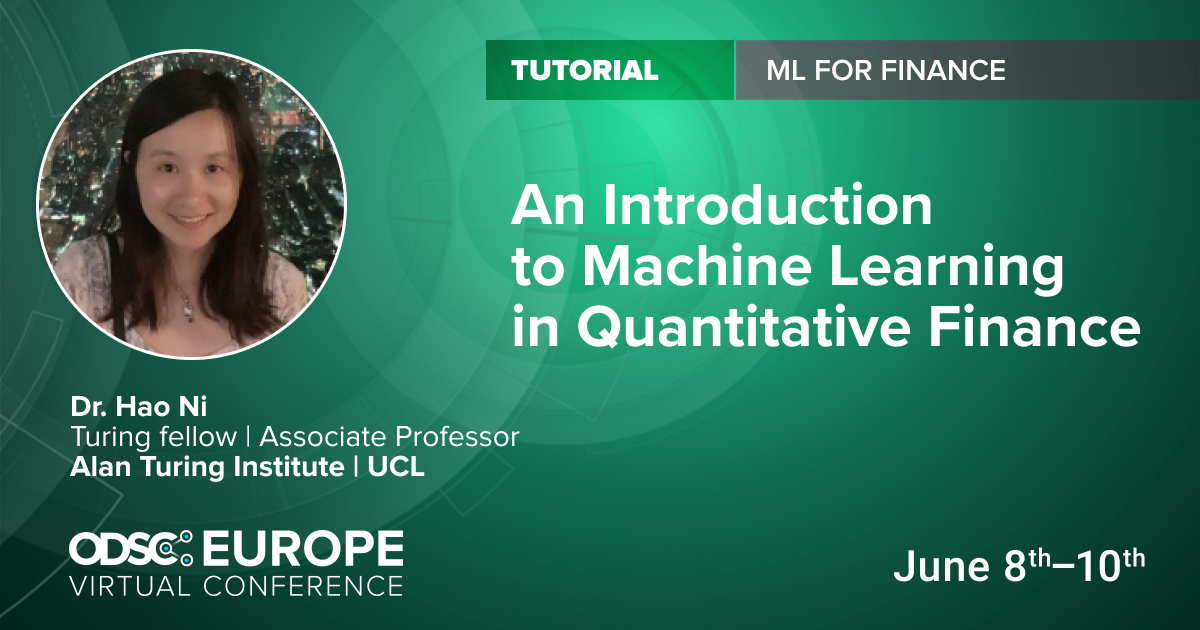 TUTORIAL
ML FOR FINANCE
An Introduction
to Machine Learning
in Quantitative Finance
Dr. Hao Ni
Turing fellow | Associate Professor
Alan Turing Institute | UCL
ODSC EUROPE
VIRTUAL CONFERENCE
June 8th–10th